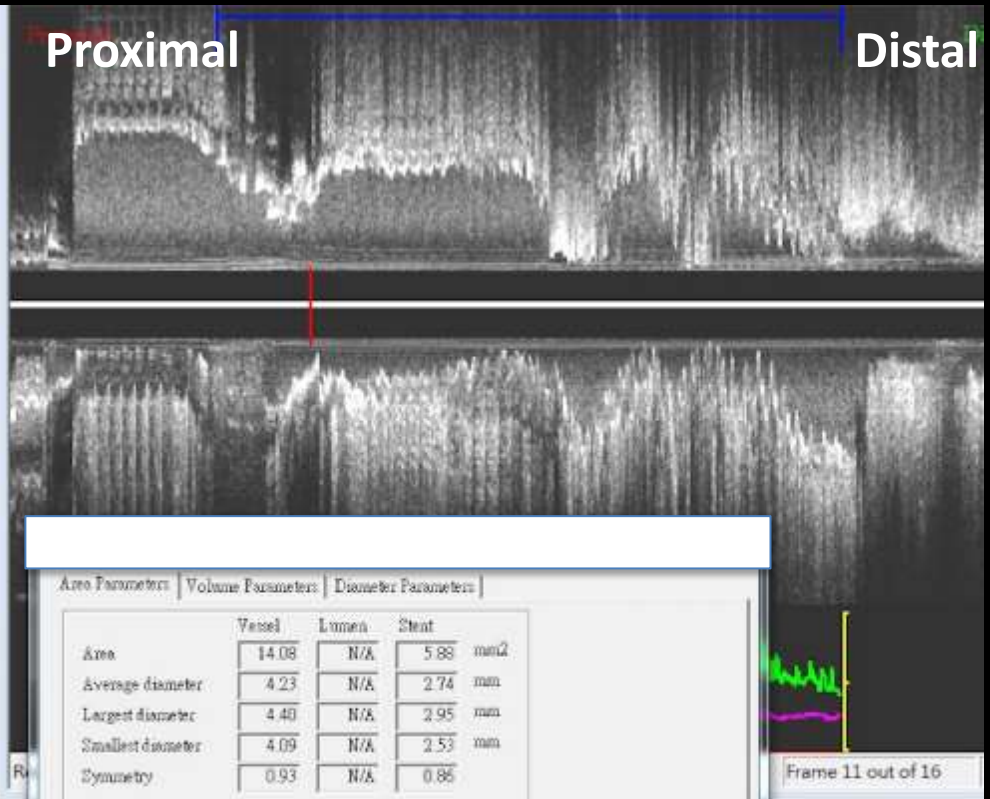 Proximal Distal
Area Parameters Volume Parameters Diameter Parameters
Vessel Lumen Stent
Area 14.08 N/A 5.88 mm2
Average diameter 4.23 N/A 2.74 mm
Largest diameter 4.40 N/A 2.95 mm
Smallest diameter 4.09 N/A 2.53 mm
Symmetry 0.93 N/A 0.86
Frame 11 out of 16